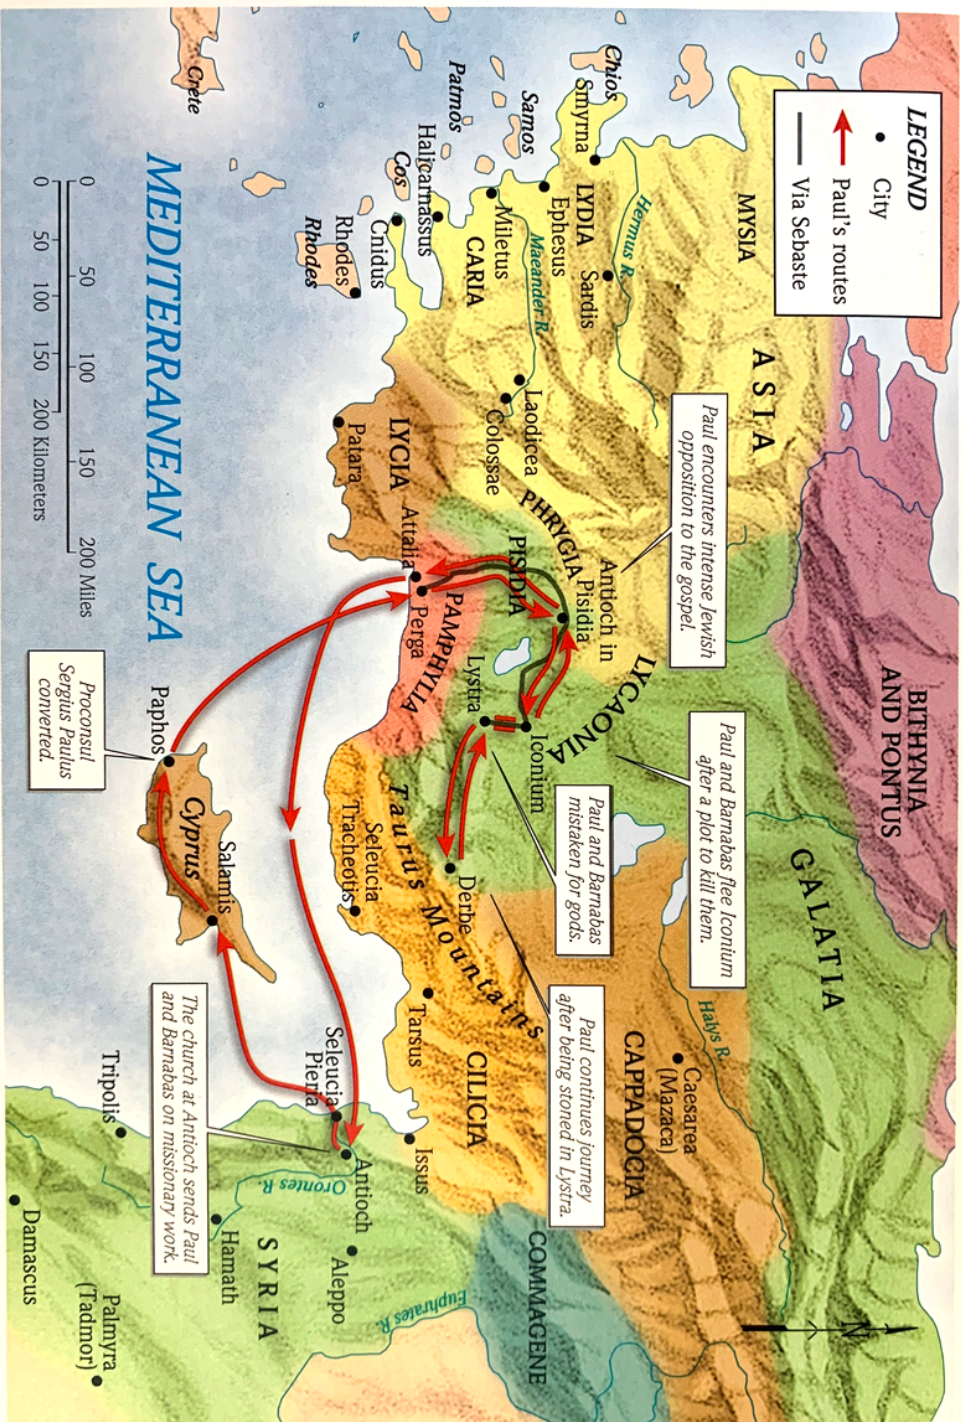 LEGEND
City
Paul's routes
Via Sebaste
BITHYNIA
AND PONTUS
GALATIA
MYSIA
ASIA
Paul encounters intense Jewish
opposition to the gospel.
Paul and Barnabas flee Iconium
after a plot to kill them.
Halys R.
Caesarea
(Mazaca)
CAPPADOCIA
Hermus R.
Chios
Smyrna
LYDIA
Sardis
Samos
Ephesus
Maeander R.
Miletus
CARIA
Laodicea
Colossae
PHRYGIA
PISIDIA
Antioch in
Pisidia
LYCAONIA
Iconium
Lystra
Paul and Barnabas
mistaken for gods.
Derbe
Paul continues journey
after being stoned in Lystra.
COMMAGENE
Patmos
Halicarnassus
Cos
Cnidus
Rhodes
Rhodes
LYCIA
Patara
Attalia
Perga
PAMPHYLIA
Taurus Mountains
Seleucia
Tracheotis
Tarsus
CILICIA
Issus
Antioch
Aleppo
Euphrates R.
Orontes R.
Seleucia
Pieria
Crete
MEDITERRANEAN SEA
Paphos
Cyprus
Salamis
Proconsul
Sergius Paulus
converted.
The church at Antioch sends Paul
and Barnabas on missionary work.
SYRIA
Hamath
Tripolis
Palmyra
(Tadmor)
Damascus
0 50 100 150 200 Miles
0 50 100 150 200 Kilometers
N